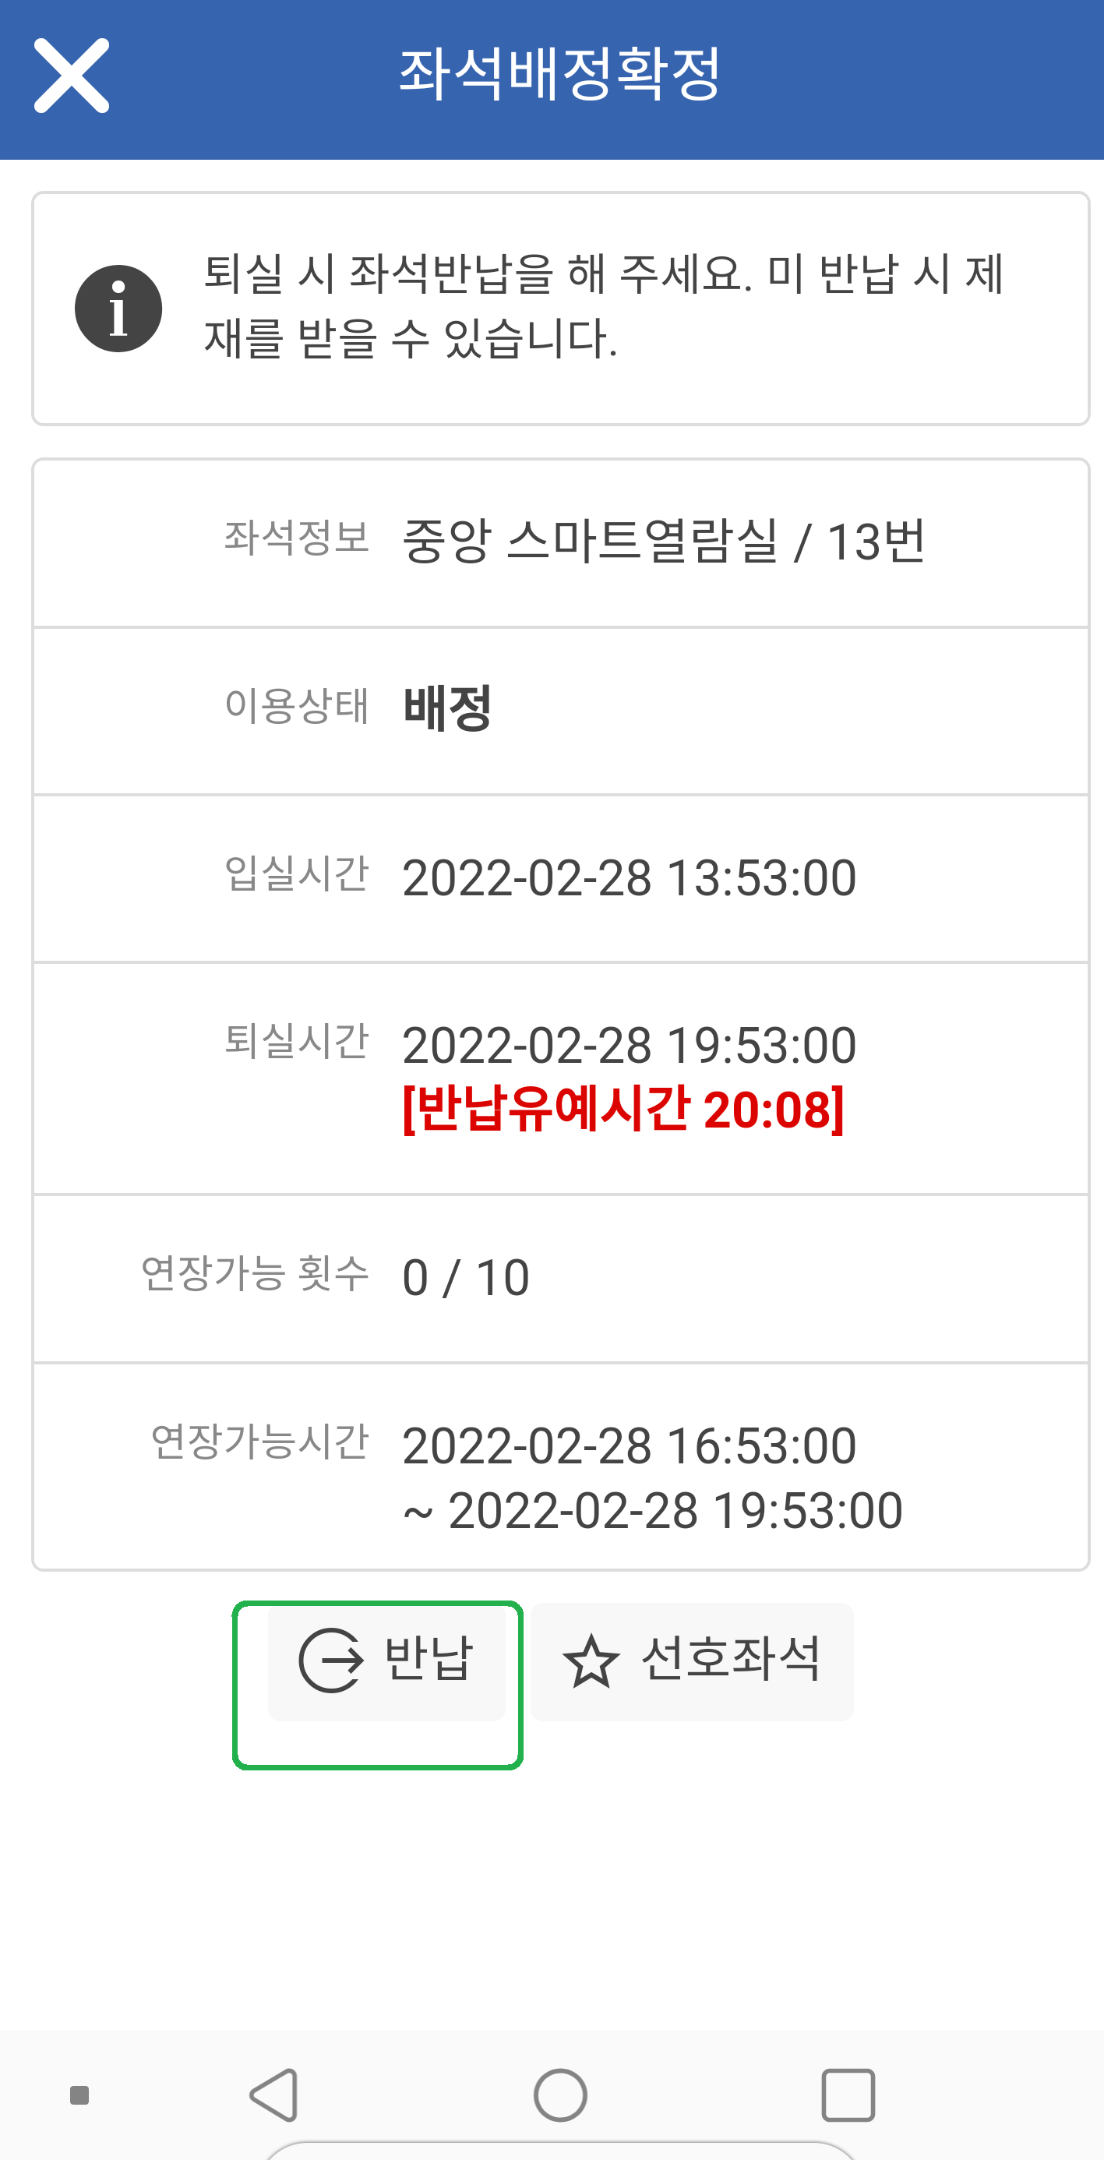 좌석배정확정
퇴실 시 좌석반납을 해 주세요. 미 반납 시 제
재를 받을 수 있습니다.
좌석정보 중앙 스마트열람실 / 13번
이용상태 배정
입실시간 2022-02-28 13:53:00
퇴실시간 2022-02-28 19:53:00
[반납유예시간 20:08]
연장가능 횟수 0 / 10
연장가능시간 2022-02-28 16:53:00
~ 2022-02-28 19:53:00
반납 선호좌석